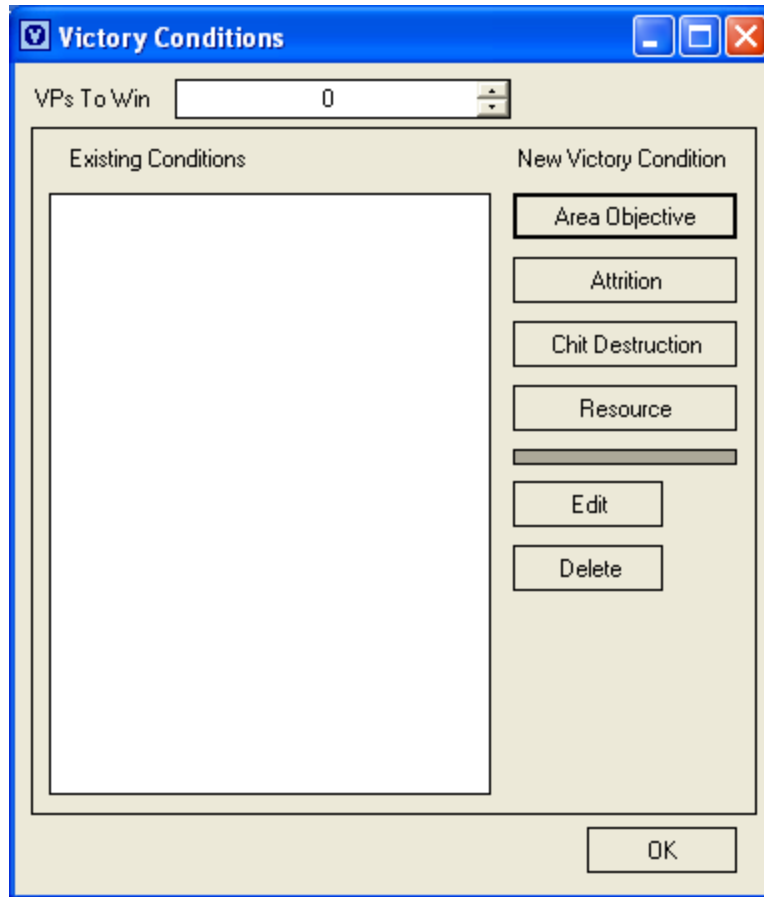 Victory Conditions
VPs To Win 0
Existing Conditions New Victory Condition
Area Objective
Attrition
Chit Destruction
Resource
Edit
Delete
OK